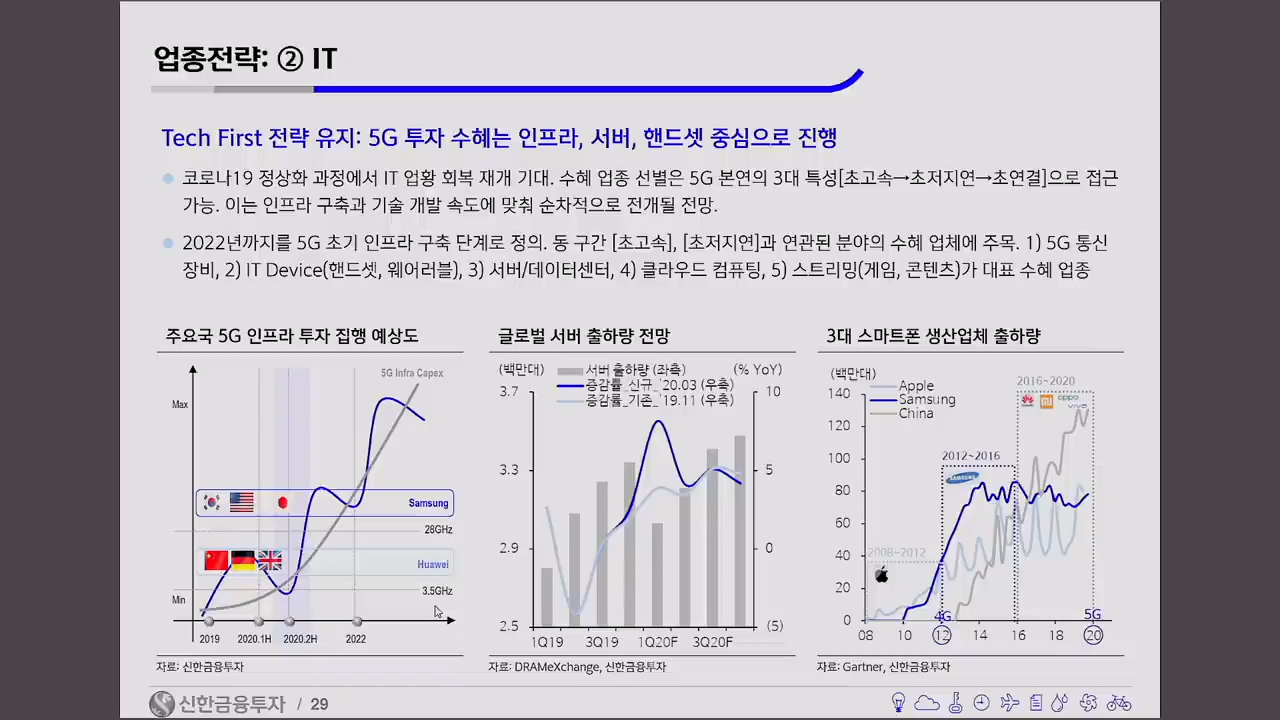 업종전략: ② IT
Tech First 전략 유지: 5G 투자 수혜는 인프라, 서버, 핸드셋 중심으로 진행
코로나19 정상화 과정에서 IT 업황 회복 재개 기대. 수혜 업종 선별은 5G 본연의 3대 특성[초고속→초저지연→초연결]으로 접근
가능. 이는 인프라 구축과 기술 개발 속도에 맞춰 순차적으로 전개될 전망.
2022년까지를 5G 초기 인프라 구축 단계로 정의. 동 구간 [초고속], [초저지연]과 연관된 분야의 수혜 업체에 주목. 1) 5G 통신
장비, 2) IT Device(핸드셋, 웨어러블), 3) 서버/데이터센터, 4) 클라우드 컴퓨팅, 5) 스트리밍(게임, 콘텐츠)가 대표 수혜 업종
주요국 5G 인프라 투자 집행 예상도
5G Infra Capex
Max
Samsung
28GHz
Huawei
3.5GHz
Min
2019 2020.1H 2020.2H 2022
자료: 신한금융투자
글로벌 서버 출하량 전망
(백만대) 서버 출하량 (좌축) (% YoY)
증감률_신규_'20.03 (우축)
증감률_기존_'19.11 (우축)
3.7 10
3.3 5
2.9 0
2.5 (5)
1Q19 3Q19 1Q20F 3Q20F
자료: DRAMeXchange, 신한금융투자
3대 스마트폰 생산업체 출하량
(백만대)
Apple
Samsung
China
2016~2020
oppo
vivo
2012~2016
SAMSUNG
2008~2012
140
120
100
80
60
40
20
0
4G 5G
08 10 12 14 16 18 20
자료: Gartner, 신한금융투자
신한금융투자 / 29